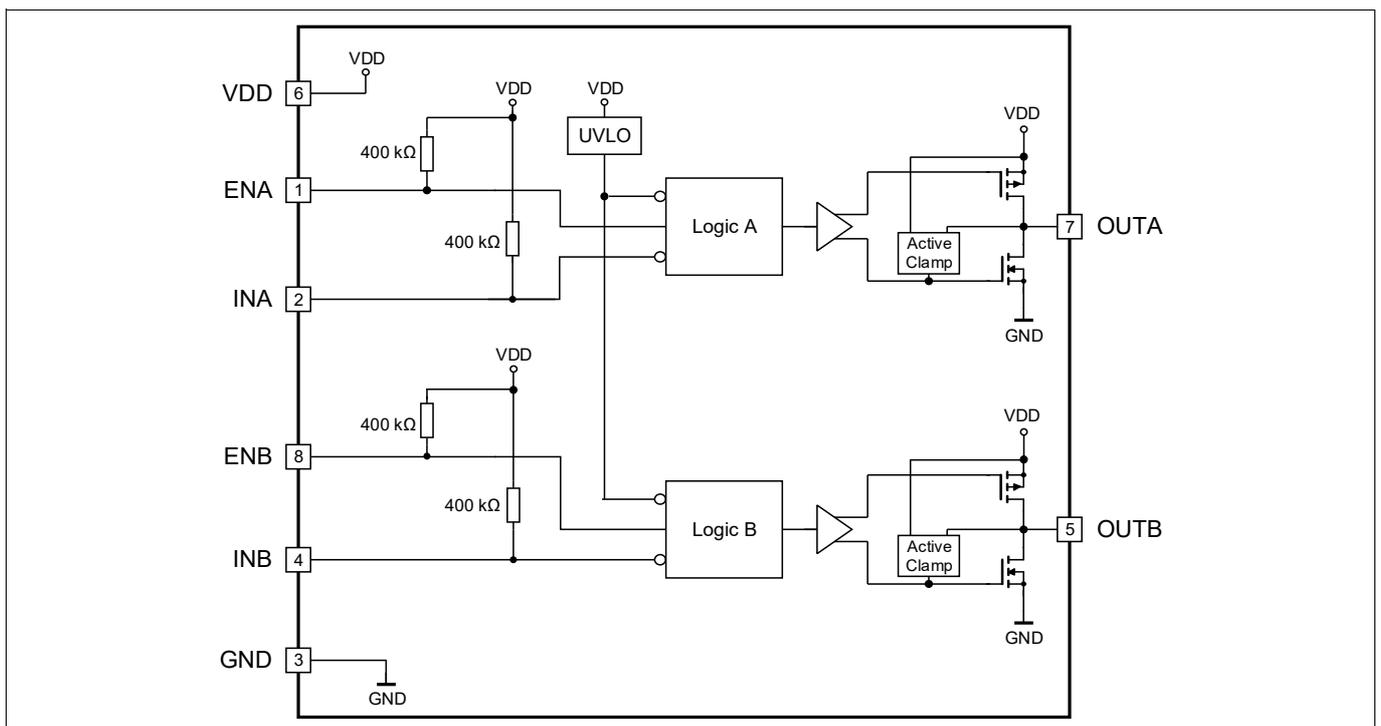 VDD
VDD
6
VDD
VDD
VDD
UVLO
400 kΩ
ENA
1
Logic A
7
OUTA
400 kΩ
Active
Clamp
INA
2
GND
VDD
400 kΩ
VDD
ENB
8
400 kΩ
Logic B
5
OUTB
Active
Clamp
INB
4
GND
GND
3
GND